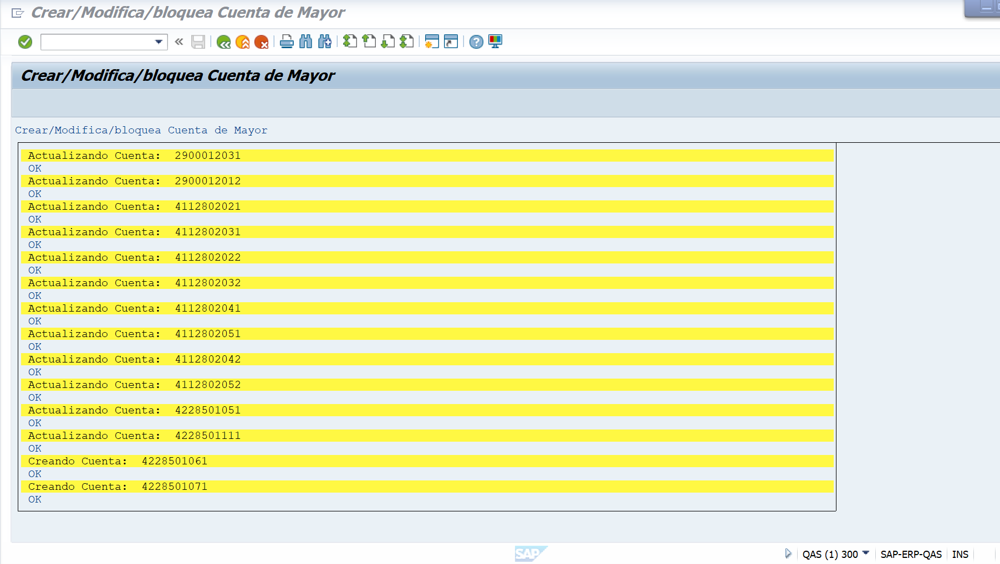 Crear/Modifica/bloquea Cuenta de Mayor
Crear/Modifica/bloquea Cuenta de Mayor
Crear/Modifica/bloquea Cuenta de Mayor
Actualizando Cuenta: 2900012031
OK
Actualizando Cuenta: 2900012012
OK
Actualizando Cuenta: 4112802021
OK
Actualizando Cuenta: 4112802031
OK
Actualizando Cuenta: 4112802022
OK
Actualizando Cuenta: 4112802032
OK
Actualizando Cuenta: 4112802041
OK
Actualizando Cuenta: 4112802051
OK
Actualizando Cuenta: 4112802042
OK
Actualizando Cuenta: 4112802052
OK
Actualizando Cuenta: 4228501051
OK
Actualizando Cuenta: 4228501111
OK
Creando Cuenta: 4228501061
OK
Creando Cuenta: 4228501071
OK
SAP
QAS (1) 300 SAP-ERP-QAS INS